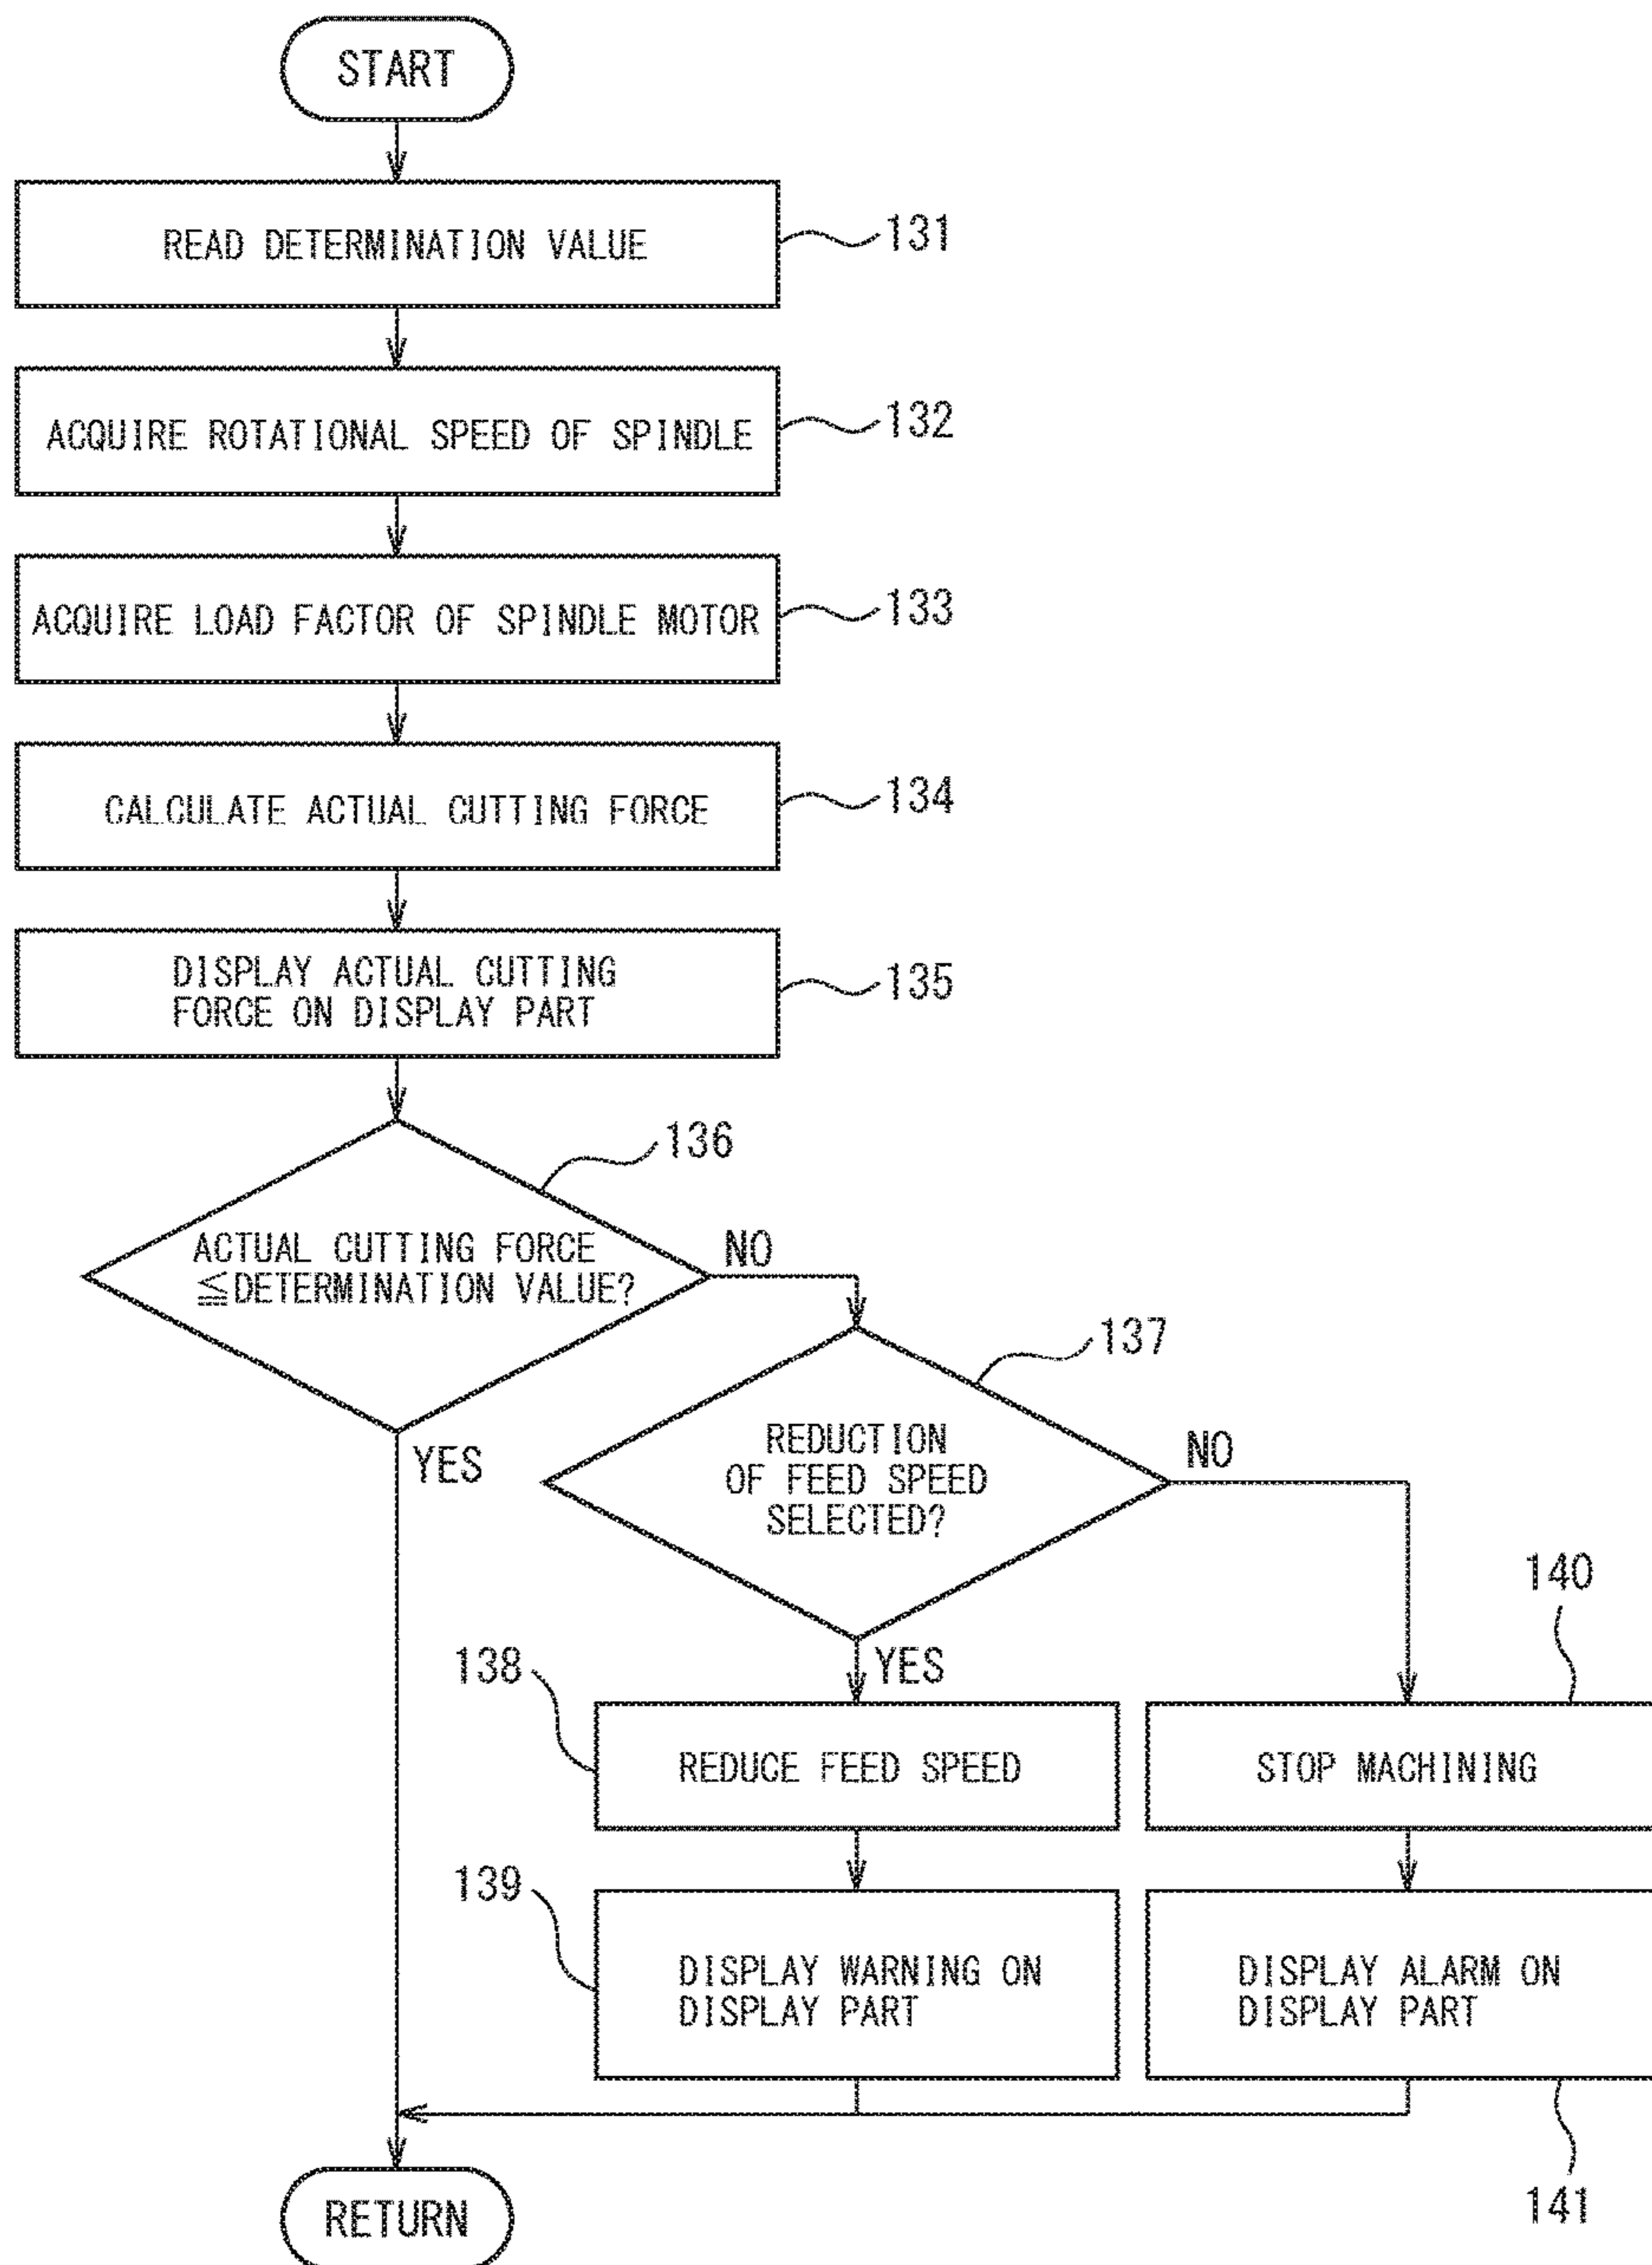 START
READ DETERMINATION VALUE
131
ACQUIRE ROTATIONAL SPEED OF SPINDLE
132
ACQUIRE LOAD FACTOR OF SPINDLE MOTOR
133
CALCULATE ACTUAL CUTTING FORCE
134
DISPLAY ACTUAL CUTTING
FORCE ON DISPLAY PART
135
136
ACTUAL CUTTING FORCE
≦DETERMINATION VALUE?
NO
YES
137
REDUCTION
OF FEED SPEED
SELECTED?
NO
YES
138
REDUCE FEED SPEED
140
STOP MACHINING
139
DISPLAY WARNING ON
DISPLAY PART
DISPLAY ALARM ON
DISPLAY PART
141
RETURN